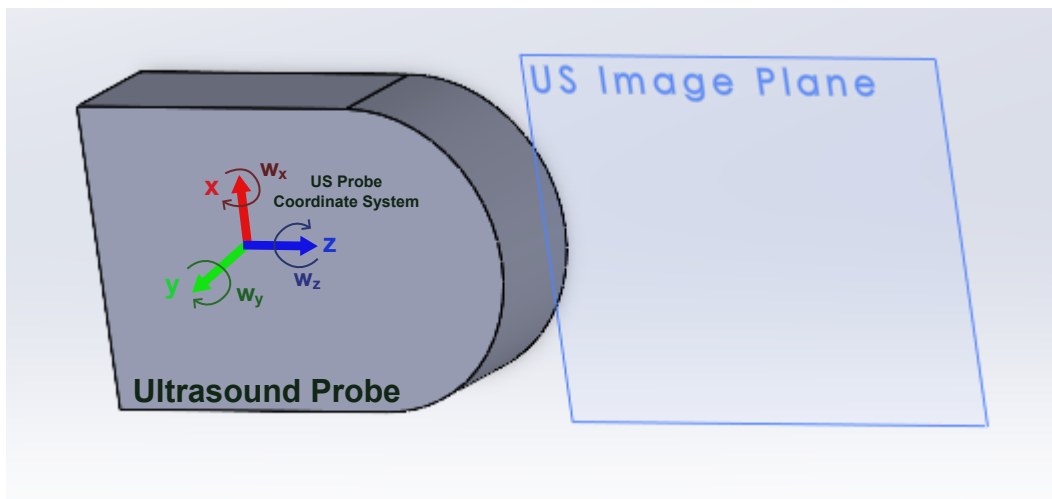 US Image Plane
Wx
x
US Probe
Coordinate System
z
y
Wy
Wz
Ultrasound Probe